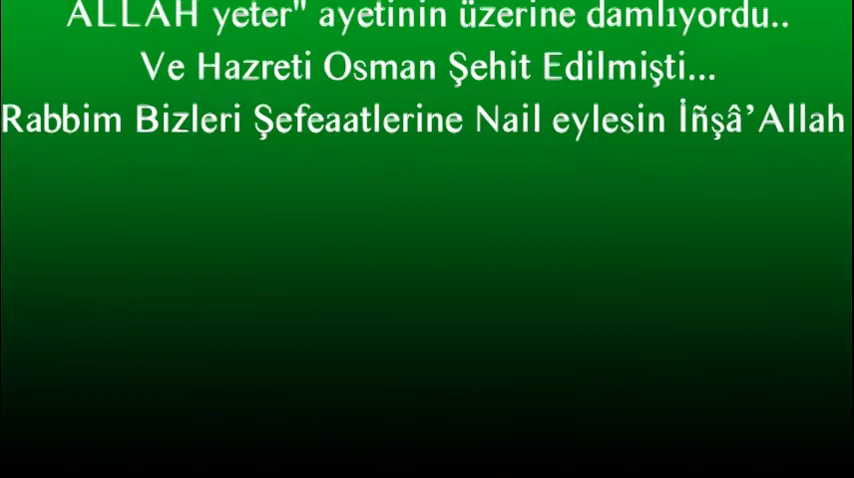 ALLAH yeter" ayetinin üzerine damlıyordu..
Ve Hazreti Osman Şehit Edilmişti...
Rabbim Bizleri Şefeaatlerine Nail eylesin İñşâ’Allah